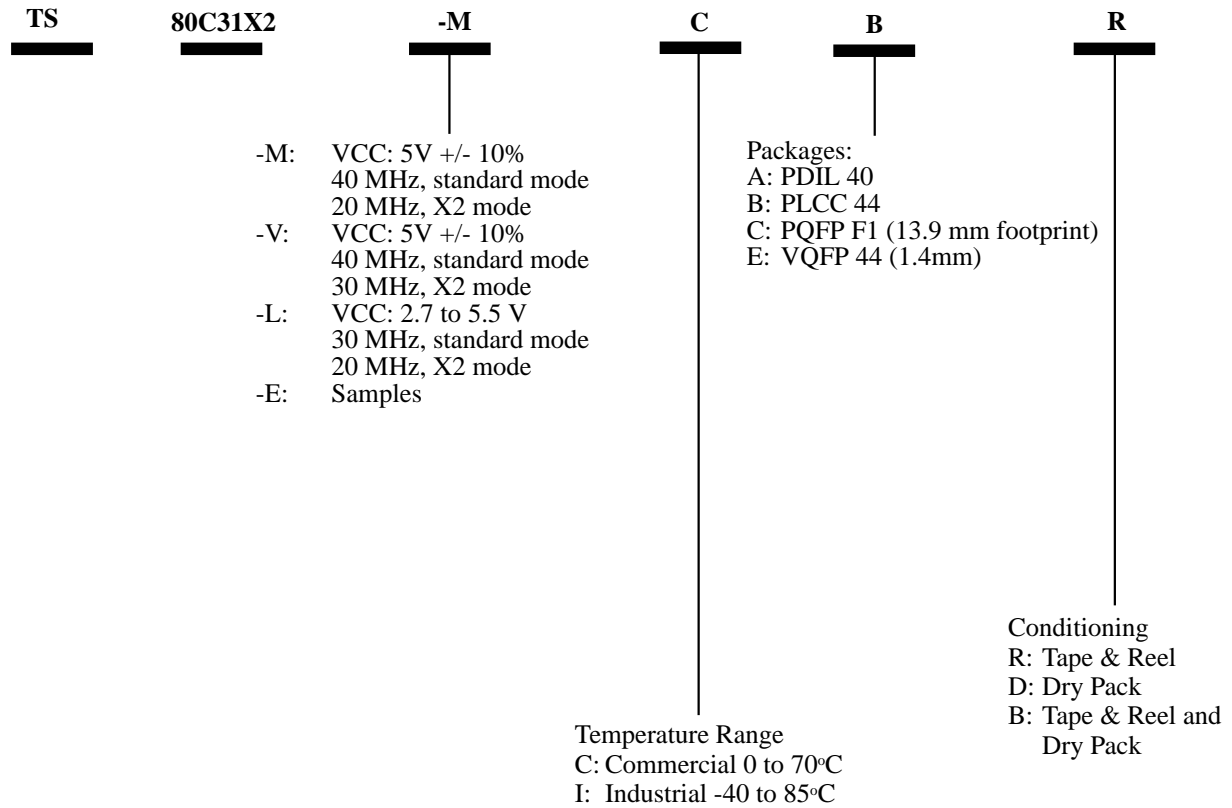 TS 80C31X2 -M C B R
-M: VCC: 5V +/- 10%
40 MHz, standard mode
20 MHz, X2 mode
-V: VCC: 5V +/- 10%
40 MHz, standard mode
30 MHz, X2 mode
-L: VCC: 2.7 to 5.5 V
30 MHz, standard mode
20 MHz, X2 mode
-E: Samples
Packages:
A: PDIL 40
B: PLCC 44
C: PQFP F1 (13.9 mm footprint)
E: VQFP 44 (1.4mm)
Temperature Range
C: Commercial 0 to 70ºC
I: Industrial -40 to 85ºC
Conditioning
R: Tape & Reel
D: Dry Pack
B: Tape & Reel and
Dry Pack